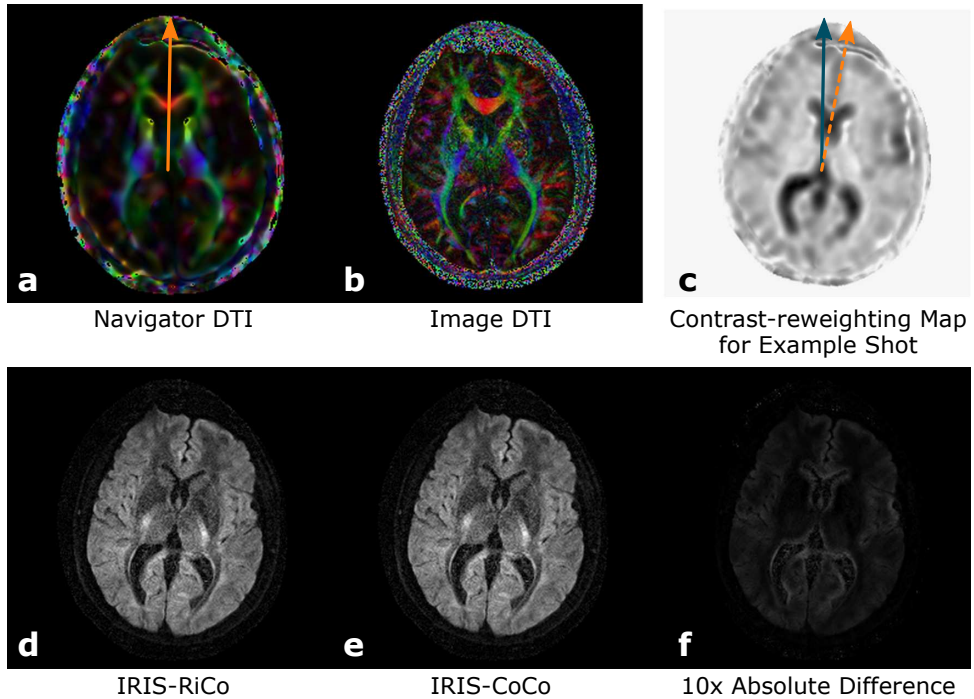 a
b
c
Navigator DTI
Image DTI
Contrast-reweighting Map
for Example Shot
d
e
f
IRIS-RiCo
IRIS-CoCo
10x Absolute Difference